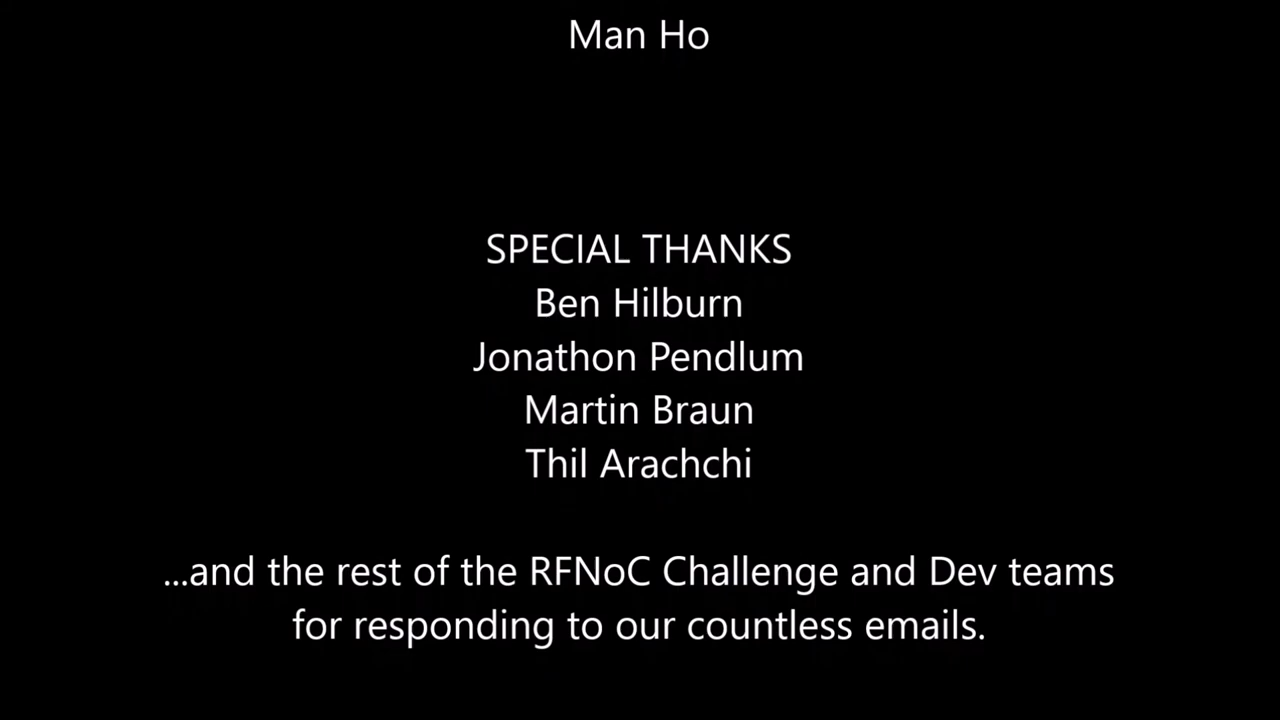 Man Ho
SPECIAL THANKS
Ben Hilburn
Jonathon Pendlum
Martin Braun
Thil Arachchi
...and the rest of the RFNoC Challenge and Dev teams
for responding to our countless emails.